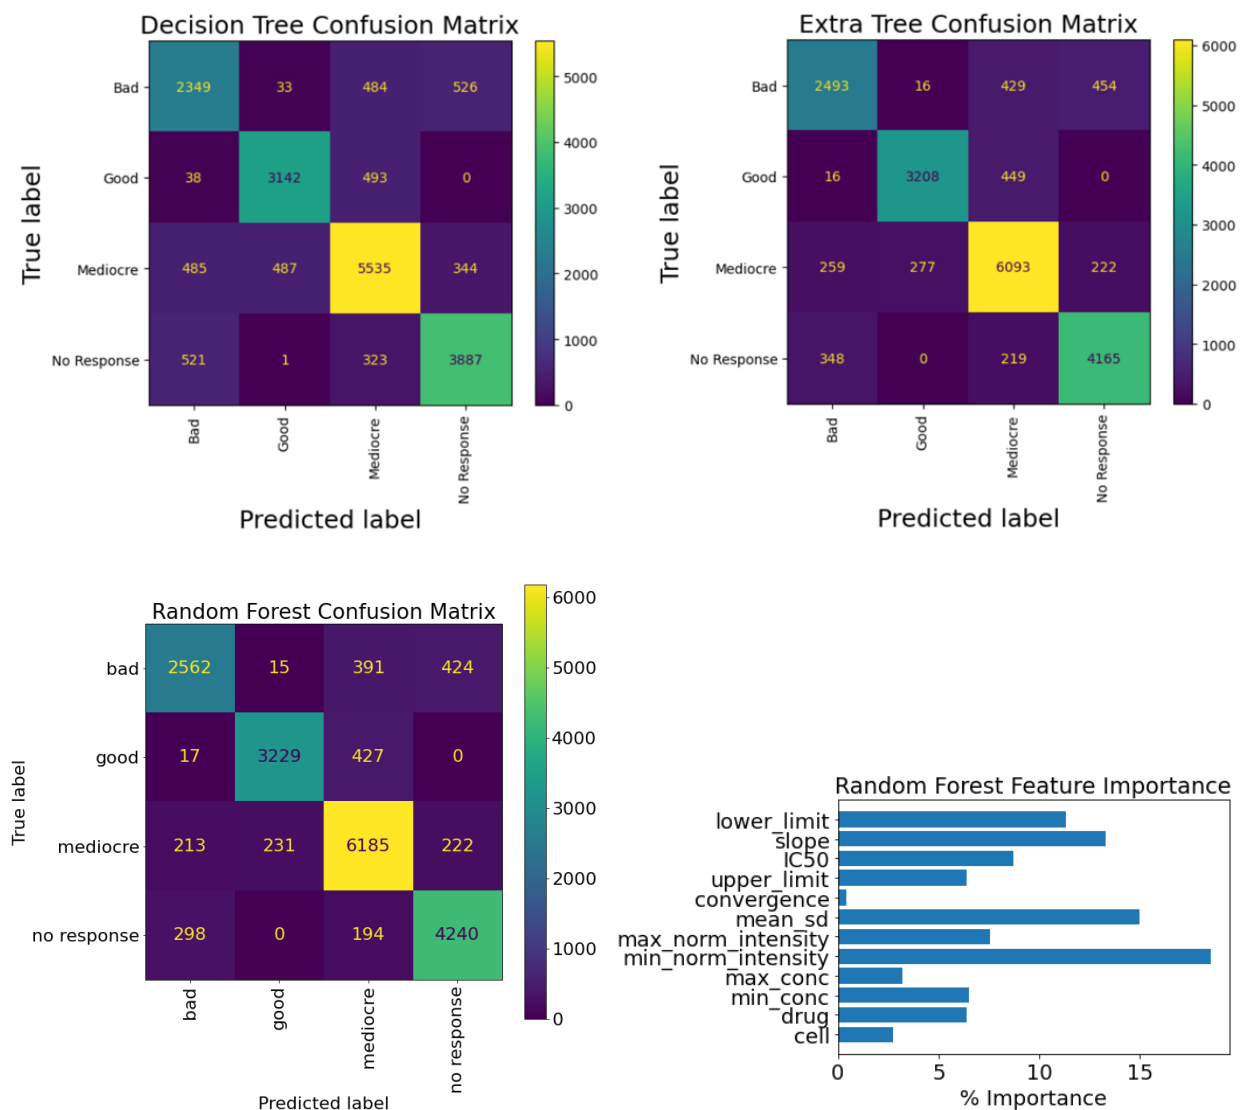 Decision Tree Confusion Matrix
True label
Bad 2349 33 484 526
Good 38 3142 493 0
Mediocre 485 487 5535 344
No Response 521 1 323 3887
Bad Good Mediocre No Response
Predicted label
5000
4000
3000
2000
1000
0
Extra Tree Confusion Matrix
True label
Bad 2493 16 429 454
Good 16 3208 449 0
Mediocre 259 277 6093 222
No Response 348 0 219 4165
Bad Good Mediocre No Response
Predicted label
6000
5000
4000
3000
2000
1000
0
Random Forest Confusion Matrix
True label
bad 2562 15 391 424
good 17 3229 427 0
mediocre 213 231 6185 222
no response 298 0 194 4240
bad good mediocre no response
Predicted label
6000
5000
4000
3000
2000
1000
0
Random Forest Feature Importance
lower_limit
slope
IC50
upper_limit
convergence
mean_sd
max_norm_intensity
min_norm_intensity
max_conc
min_conc
drug
cell
0 5 10 15
% Importance